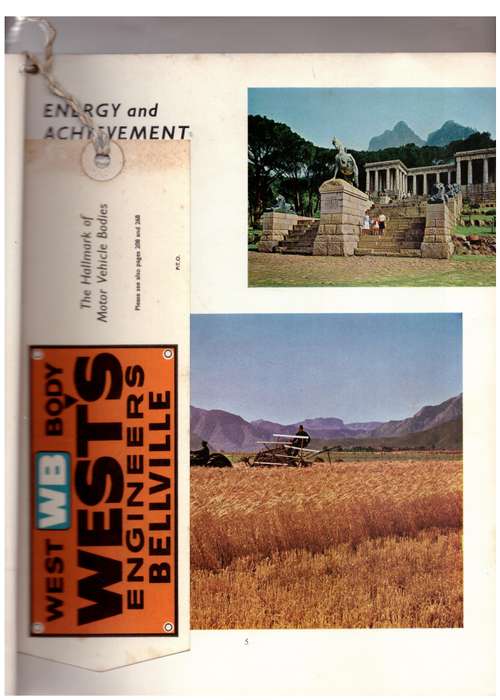 ENERGY and
ACHIEVEMENT
The Hallmark of
Motor Vehicle Bodies
Please see also pages 208 and 268
P.T.O.
WEST WB BODY
WESTS
ENGINEERS
BELLVILLE
5